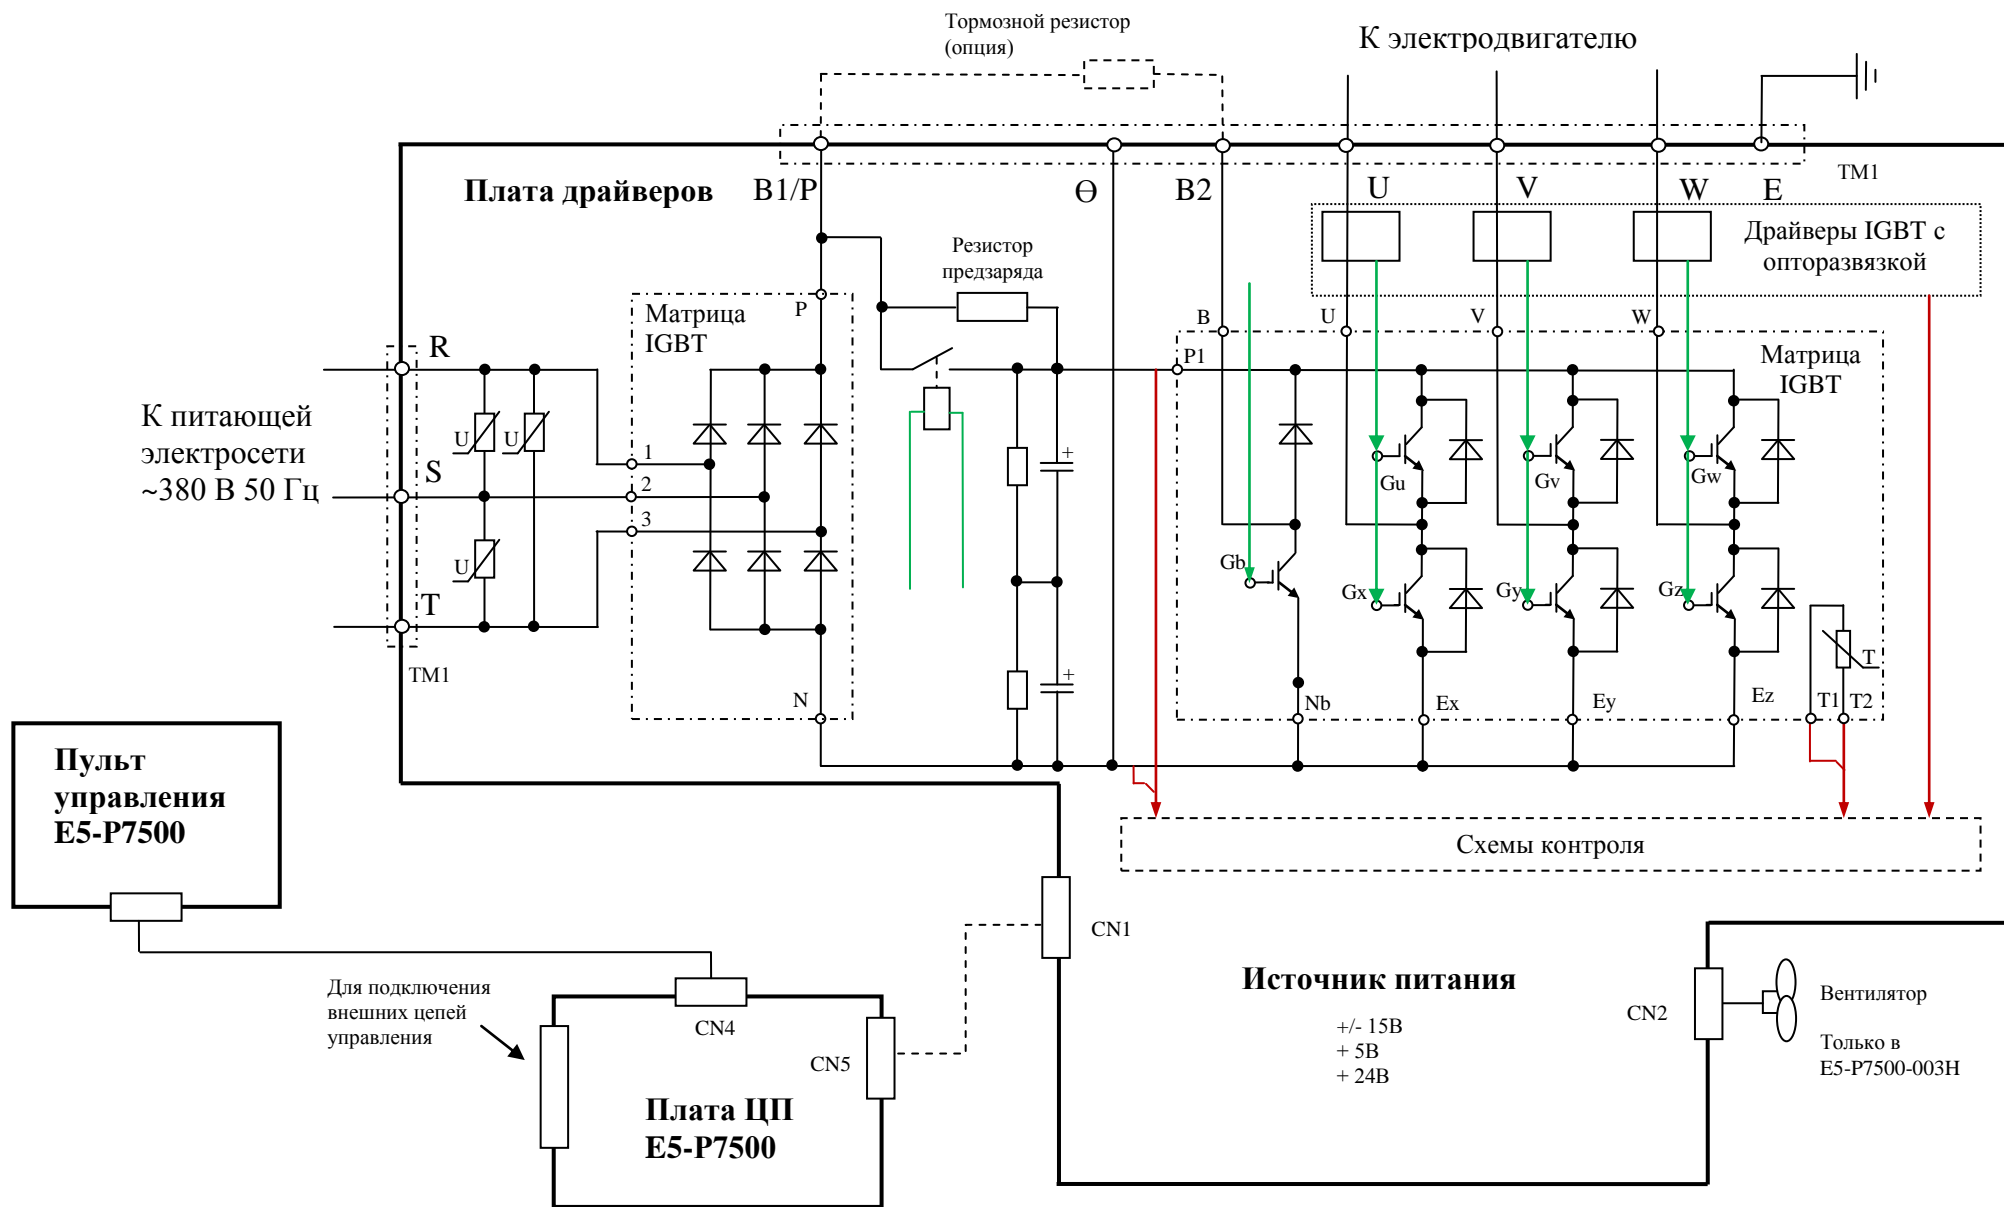 Тормозной резистор
(опция)
К электродвигателю
TM1
Плата драйверов
B1/P
Ө
B2
U
V
W
E
Драйверы IGBT с
опторазвязкой
Резистор
предзаряда
P
Матрица
IGBT
B
U
V
W
P1
Матрица
IGBT
R
К питающей
электросети
~380 В 50 Гц
S
T
U
U
U
1
2
3
+
+
Gu
Gv
Gw
Gb
Gx
Gy
Gz
T
TM1
N
Nb
Ex
Ey
Ez
T1
T2
Пульт
управления
E5-P7500
Схемы контроля
CN1
Источник питания
+/- 15В
+ 5В
+ 24В
CN2
Вентилятор
Только в
E5-P7500-003H
Для подключения
внешних цепей
управления
CN4
CN5
Плата ЦП
E5-P7500